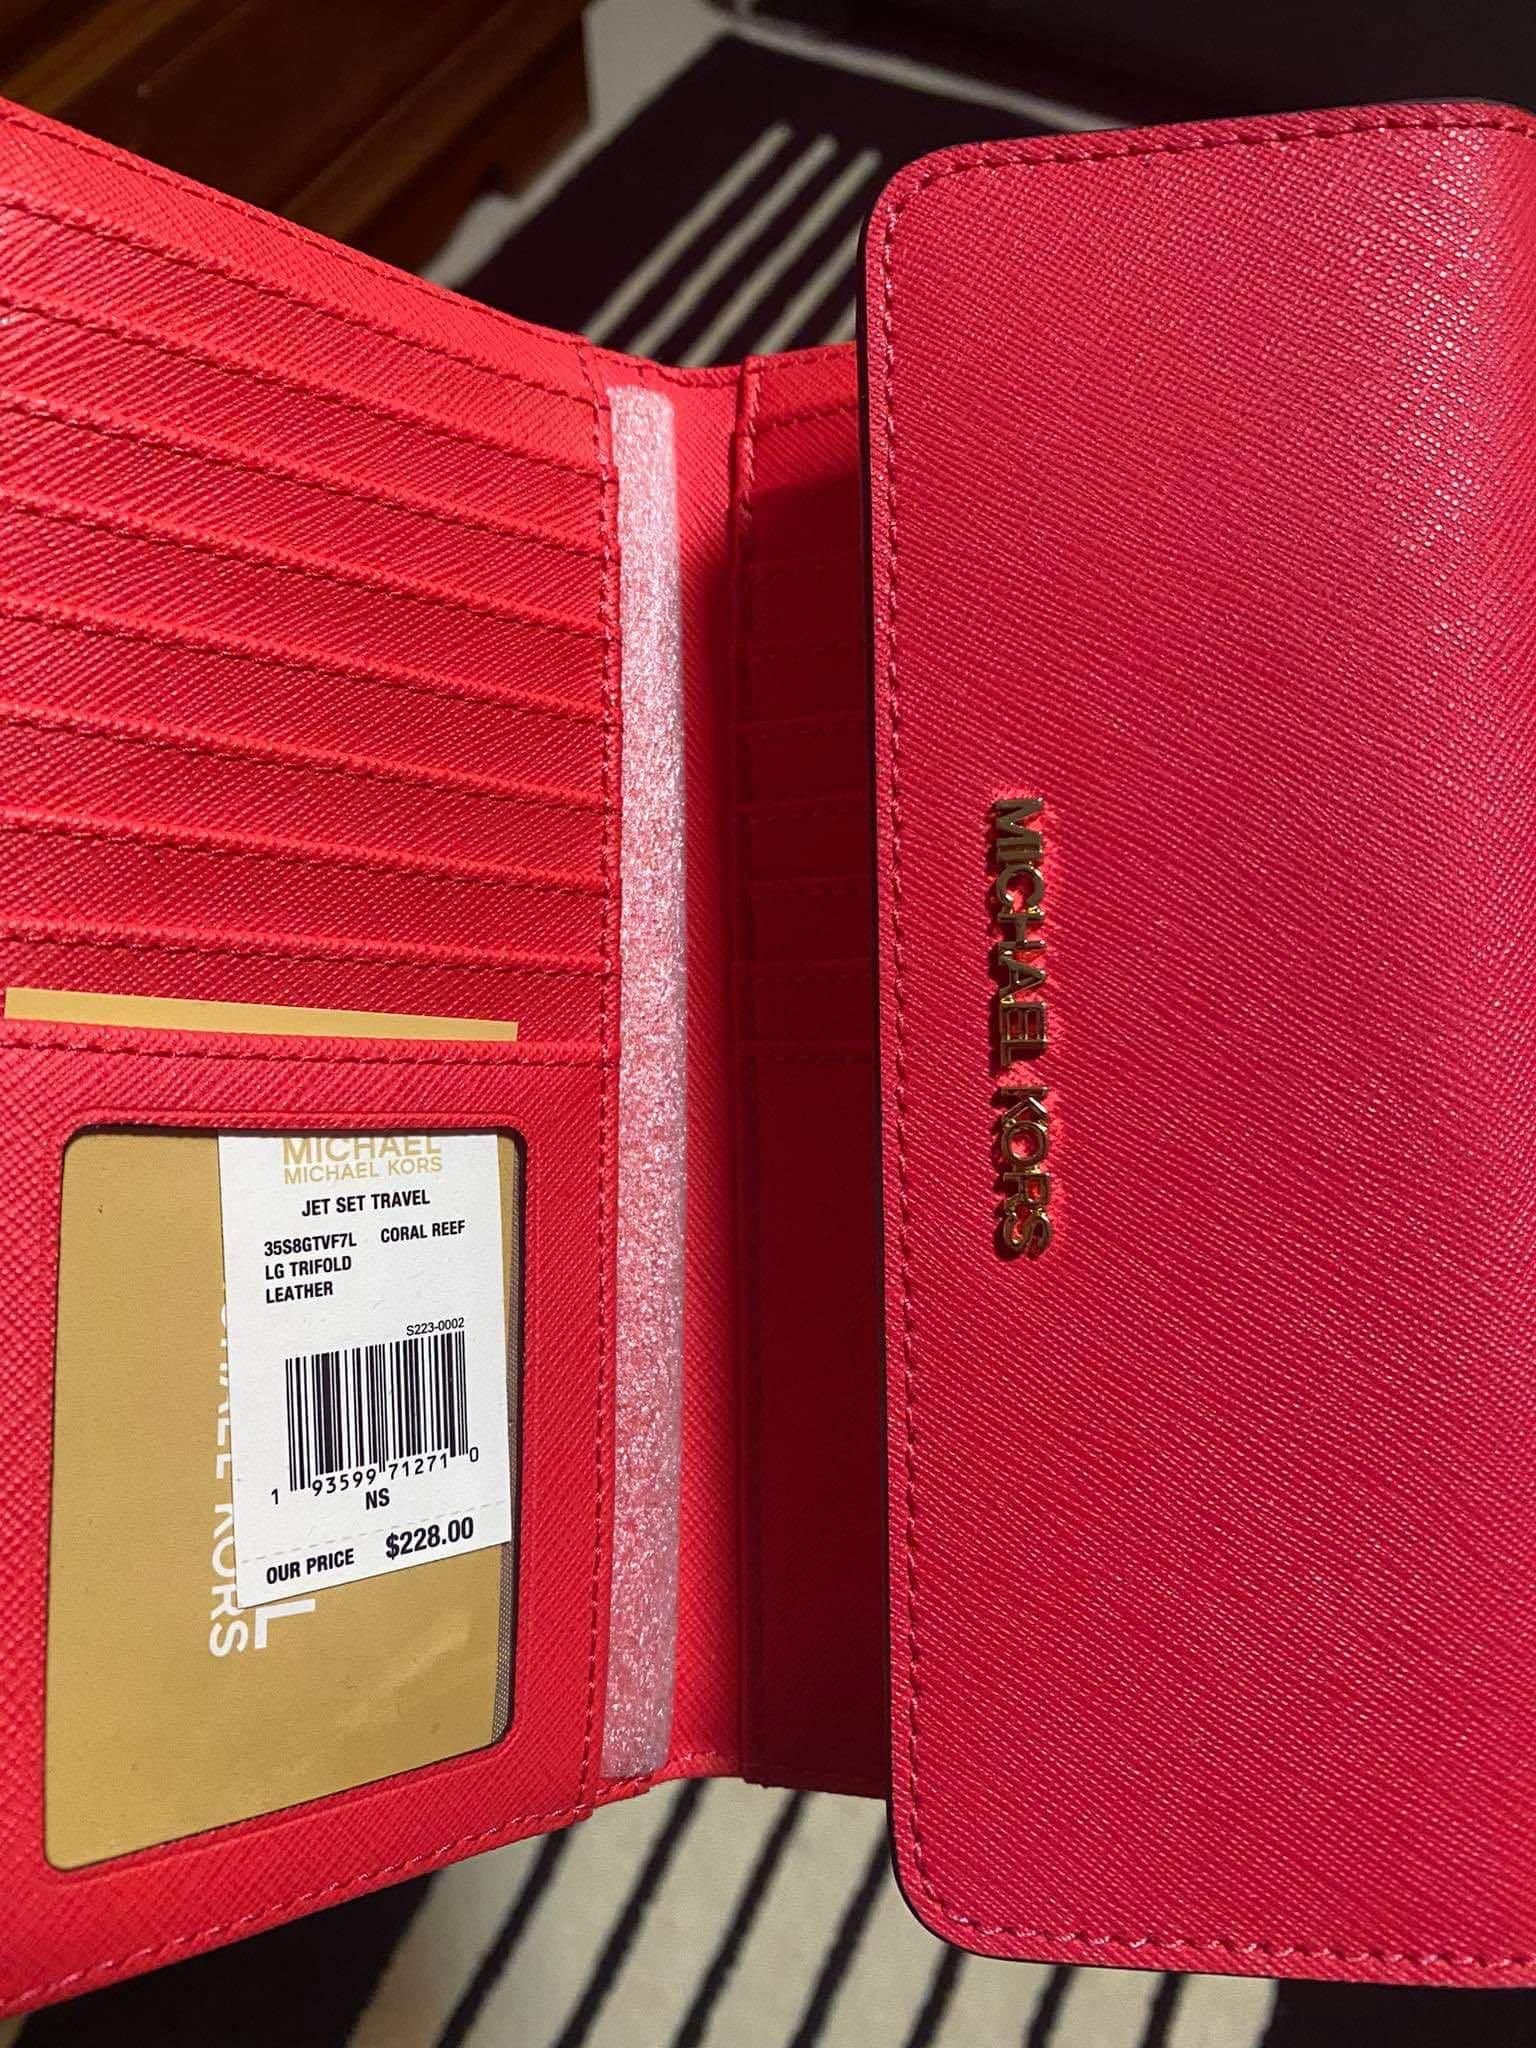 MICHAEL
MICHAEL KORS
JET SET TRAVEL
35S8GTVF7L CORAL REEF
LG TRIFOLD
LEATHER
S223-0002
1 93599 71271 0
NS
OUR PRICE $228.00
KORS
MICHAEL KORS